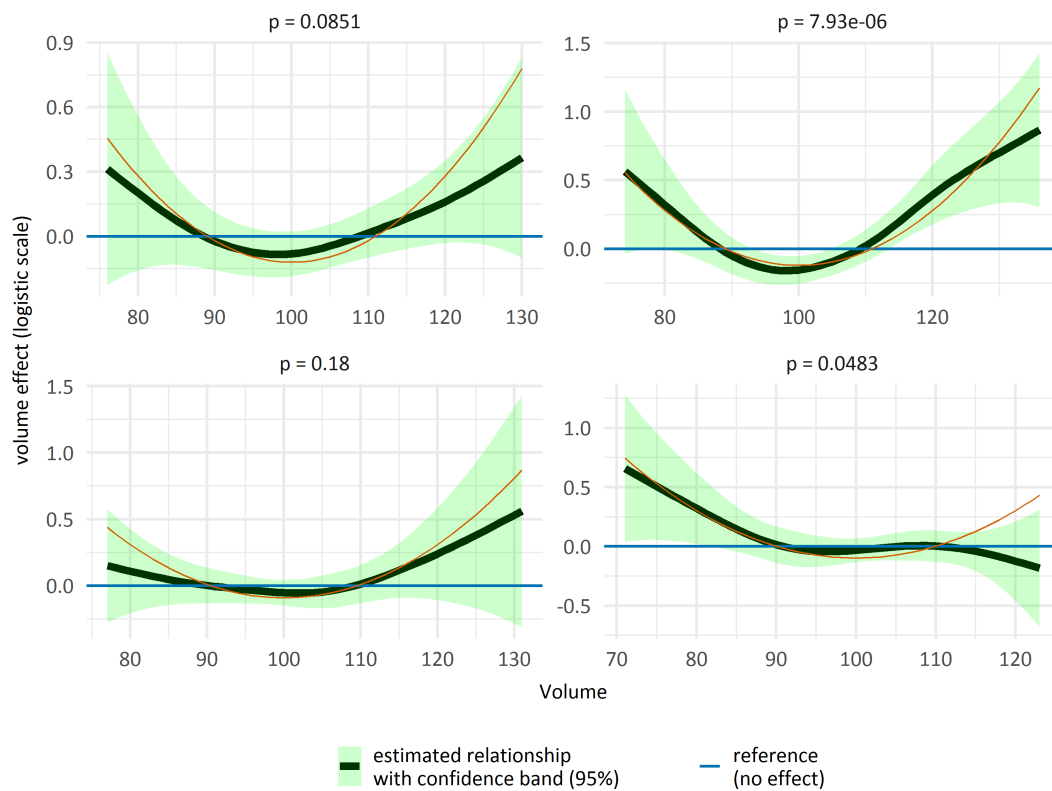 p = 0.0851
p = 7.93e-06
0.9
0.6
0.3
0.0
80 90 100 110 120 130
1.5
1.0
0.5
0.0
80 100 120
volume effect (logistic scale)
p = 0.18
p = 0.0483
1.5
1.0
0.5
0.0
80 90 100 110 120 130
1.0
0.5
0.0
-0.5
70 80 90 100 110 120
Volume
estimated relationship
with confidence band (95%)
reference
(no effect)